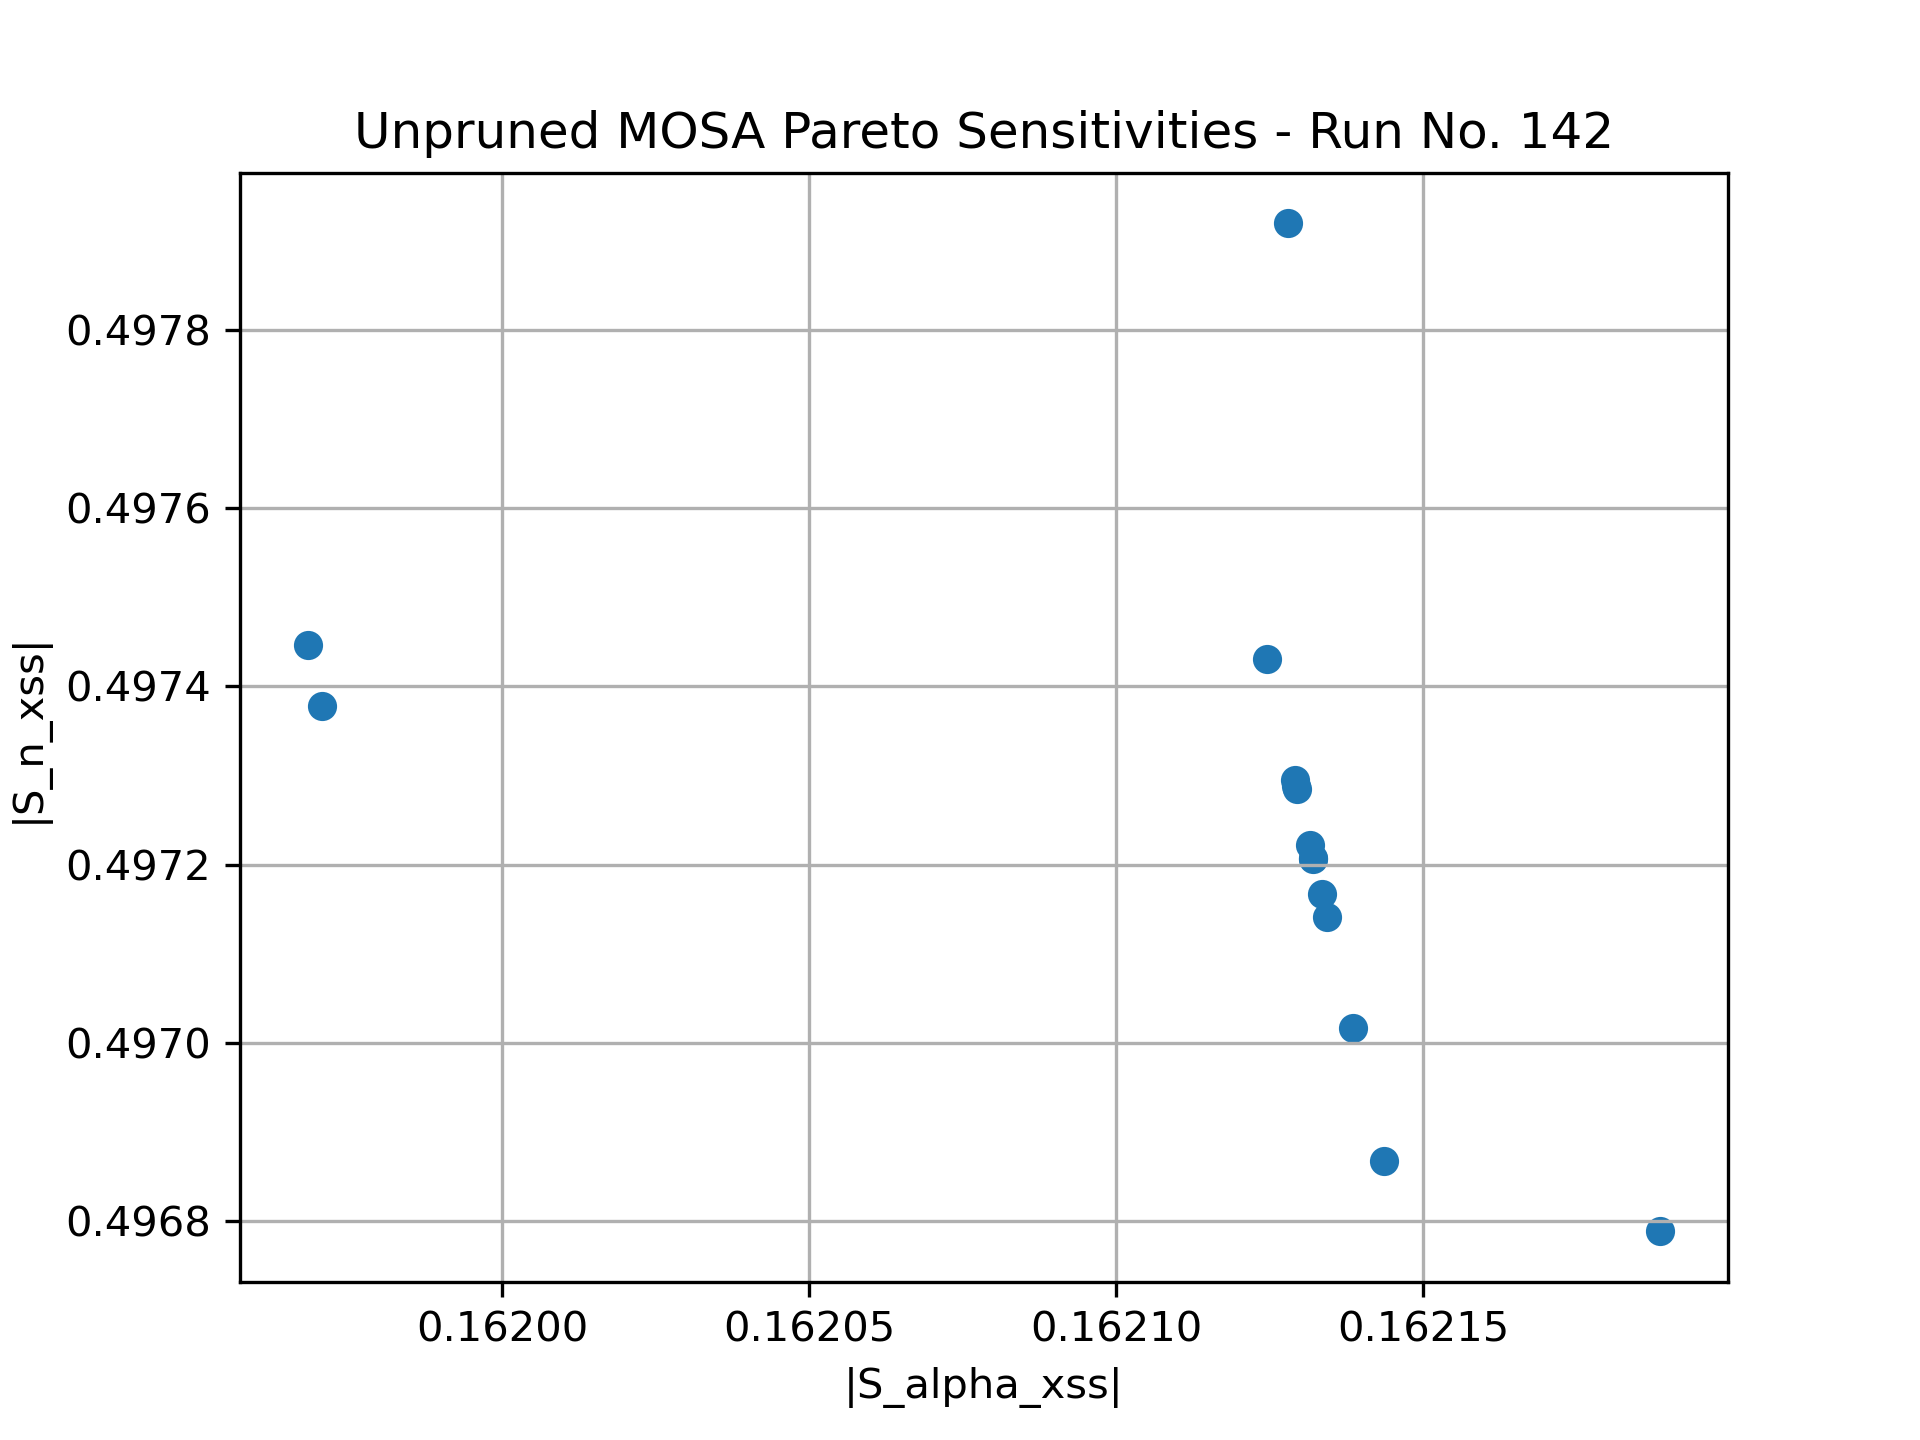 Unpruned MOSA Pareto Sensitivities - Run No. 142
|S_n_xss|
0.4978
0.4976
0.4974
0.4972
0.4970
0.4968
0.16200 0.16205 0.16210 0.16215
|S_alpha_xss|